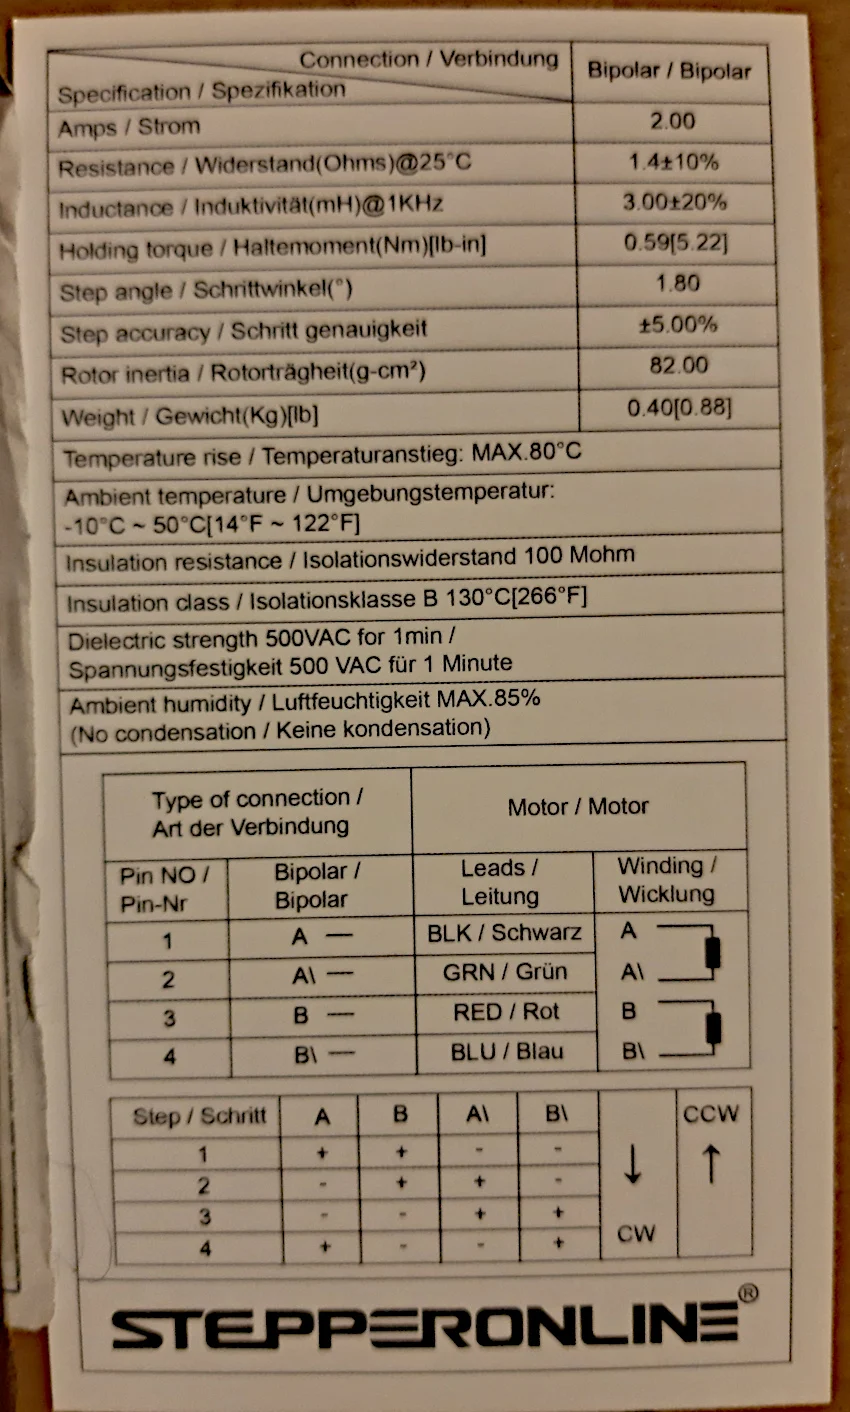 Connection / Verbindung
Specification / Spezifikation
Bipolar / Bipolar
Amps / Strom 2.00
Resistance / Widerstand(Ohms)@25°C 1.4±10%
Inductance / Induktivität(mH)@1KHz 3.00±20%
Holding torque / Haltemoment(Nm)[lb-in] 0.59[5.22]
Step angle / Schrittwinkel(°) 1.80
Step accuracy / Schritt genauigkeit ±5.00%
Rotor inertia / Rotorträgheit(g-cm²) 82.00
Weight / Gewicht(Kg)[lb] 0.40[0.88]
Temperature rise / Temperaturanstieg: MAX.80°C
Ambient temperature / Umgebungstemperatur:
-10°C ~ 50°C[14°F ~ 122°F]
Insulation resistance / Isolationswiderstand 100 Mohm
Insulation class / Isolationsklasse B 130°C[266°F]
Dielectric strength 500VAC for 1min /
Spannungsfestigkeit 500 VAC für 1 Minute
Ambient humidity / Luftfeuchtigkeit MAX.85%
(No condensation / Keine kondensation)
Type of connection /
Art der Verbindung
Motor / Motor
Pin NO /
Pin-Nr
Bipolar /
Bipolar
Leads /
Leitung
Winding /
Wicklung
1 A — BLK / Schwarz A
2 A\ — GRN / Grün A\
3 B — RED / Rot B
4 B\ — BLU / Blau B\
Step / Schritt A B A\ B\ CCW
1 + + - -
2 - + + - ↓ ↑
3 - - + +
4 + - - + CW
STEPPERONLINE®